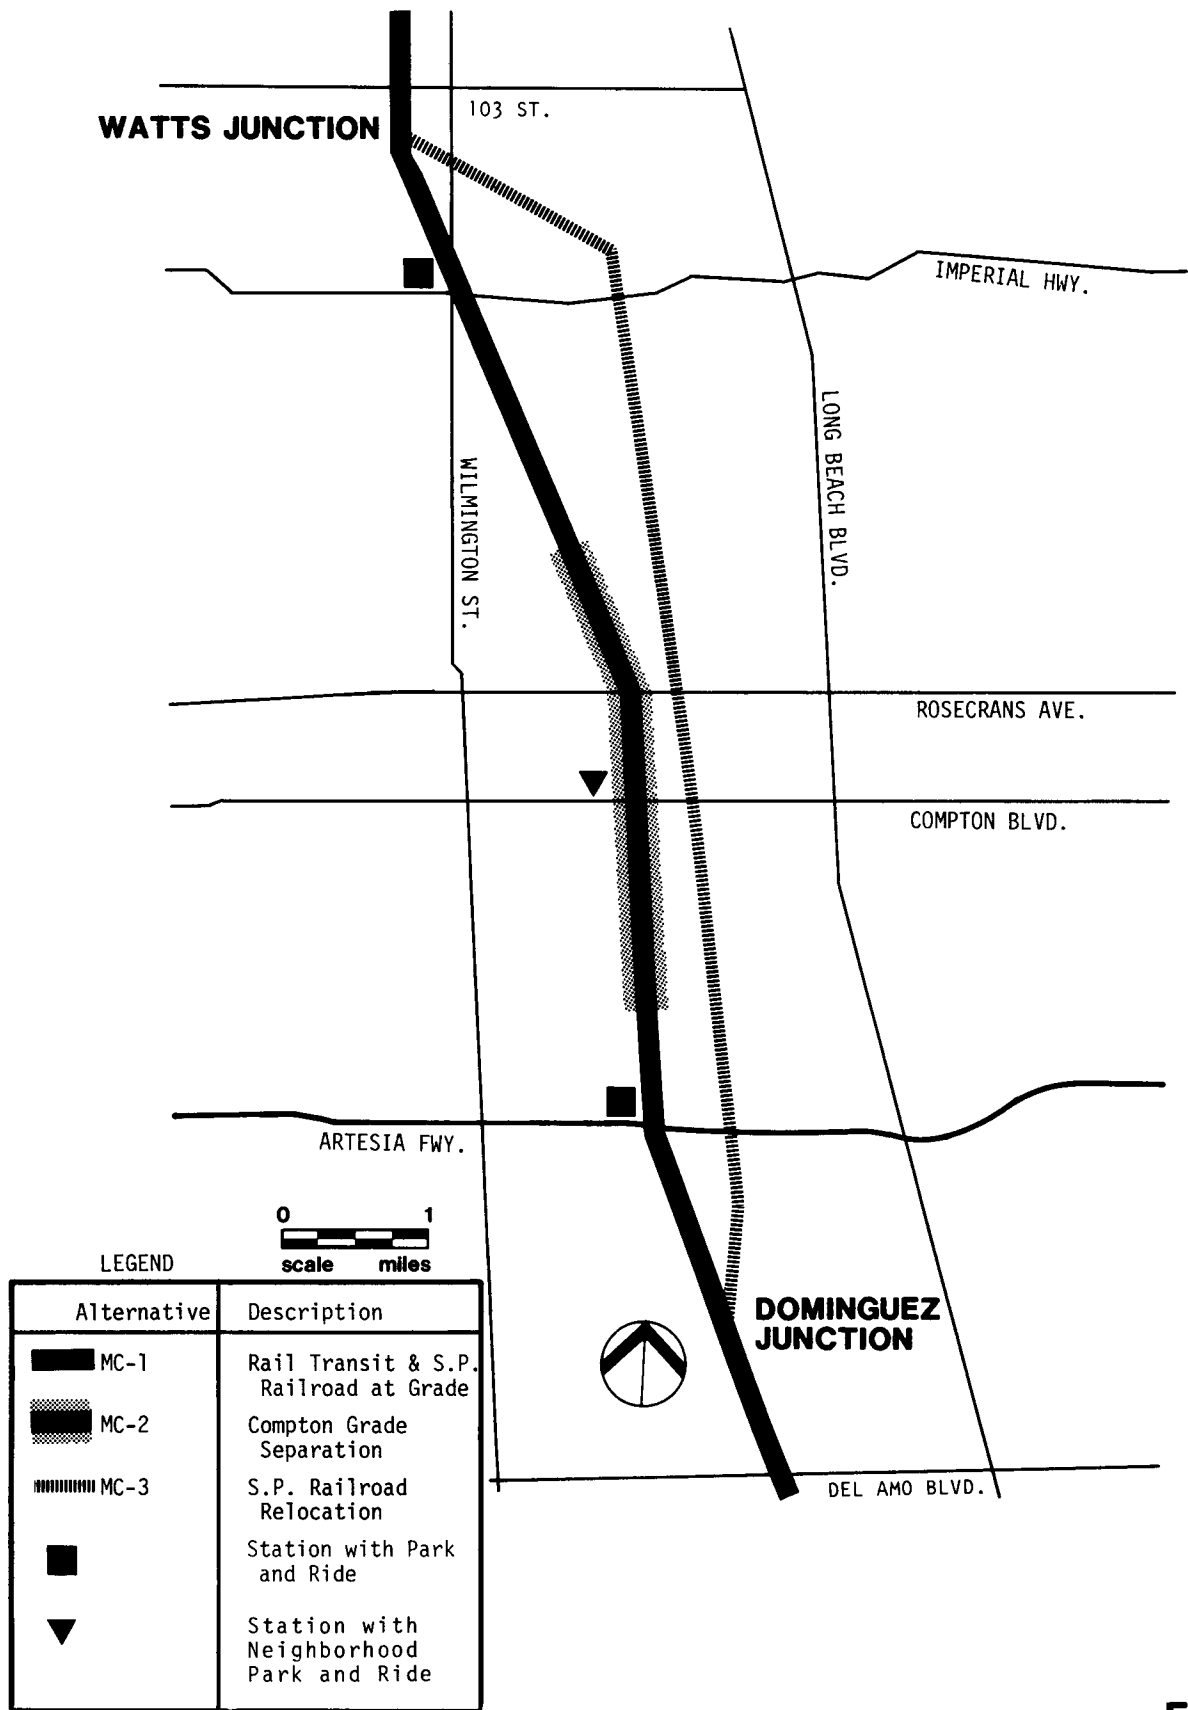 103 ST.
WATTS JUNCTION
IMPERIAL HWY.
LONG BEACH BLVD.
WILMINGTON ST.
ROSECRANS AVE.
COMPTON BLVD.
ARTESIA FWY.
0 1
scale miles
DOMINGUEZ
JUNCTION
DEL AMO BLVD.
LEGEND
Alternative Description
MC-1 Rail Transit & S.P.
Railroad at Grade
MC-2 Compton Grade
Separation
MC-3 S.P. Railroad
Relocation
Station with Park
and Ride
Station with
Neighborhood
Park and Ride